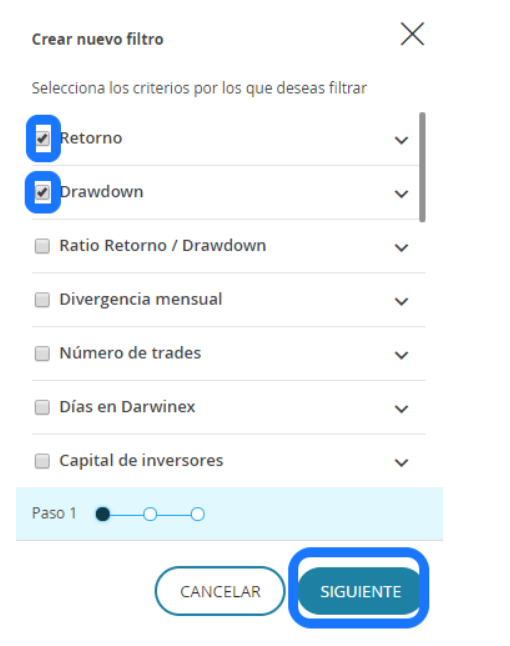 Crear nuevo filtro
Selecciona los criterios por los que deseas filtrar
Retorno
Drawdown
Ratio Retorno / Drawdown
Divergencia mensual
Número de trades
Días en Darwinex
Capital de inversores
Paso 1
CANCELAR
SIGUIENTE